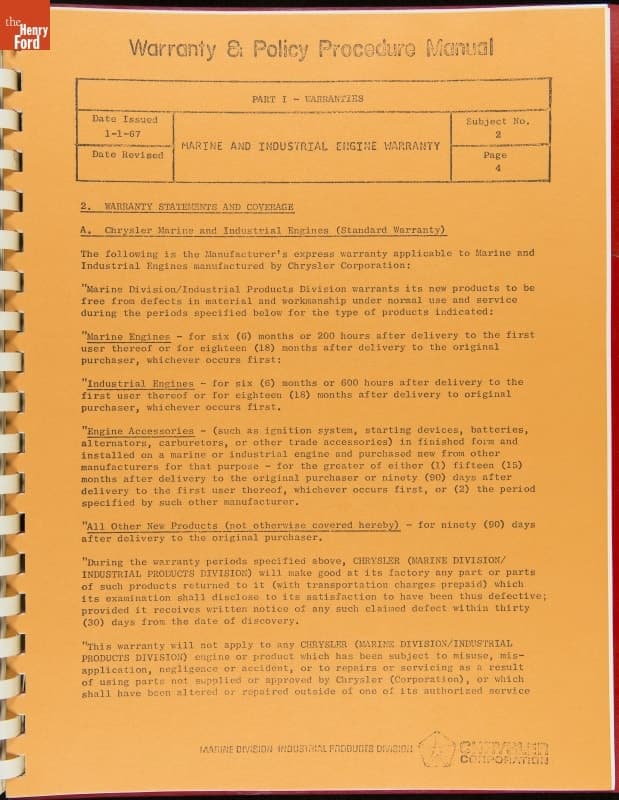 the
Henry
Ford
Warranty & Policy Procedure Manual
PART I - WARRANTIES
Date Issued
1-1-67
Date Revised
MARINE AND INDUSTRIAL ENGINE WARRANTY
Subject No.
2
Page
4
2. WARRANTY STATEMENTS AND COVERAGE
A. Chrysler Marine and Industrial Engines (Standard Warranty)
The following is the Manufacturer's express warranty applicable to Marine and
Industrial Engines manufactured by Chrysler Corporation:
"Marine Division/Industrial Products Division warrants its new products to be
free from defects in material and workmanship under normal use and service
during the periods specified below for the type of products indicated:
"Marine Engines - for six (6) months or 200 hours after delivery to the first
user thereof or for eighteen (18) months after delivery to the original
purchaser, whichever occurs first:
"Industrial Engines - for six (6) months or 600 hours after delivery to the
first user thereof or for eighteen (18) months after delivery to original
purchaser, whichever occurs first.
"Engine Accessories - (such as ignition system, starting devices, batteries,
alternators, carburetors, or other trade accessories) in finished form and
installed on a marine or industrial engine and purchased new from other
manufacturers for that purpose - for the greater of either (1) fifteen (15)
months after delivery to the original purchaser or ninety (90) days after
delivery to the first user thereof, whichever occurs first, or (2) the period
specified by such other manufacturer.
"All Other New Products (not otherwise covered hereby) - for ninety (90) days
after delivery to the original purchaser.
"During the warranty periods specified above, CHRYSLER (MARINE DIVISION/
INDUSTRIAL PRODUCTS DIVISION) will make good at its factory any part or parts
of such products returned to it (with transportation charges prepaid) which
its examination shall disclose to its satisfaction to have been thus defective;
provided it receives written notice of any such claimed defect within thirty
(30) days from the date of discovery.
"This warranty will not apply to any CHRYSLER (MARINE DIVISION/INDUSTRIAL
PRODUCTS DIVISION) engine or product which has been subject to misuse, mis-
application, negligence or accident, or to repairs or servicing as a result
of using parts not supplied or approved by Chrysler (Corporation), or which
shall have been altered or repaired outside of one of its authorized service
MARINE DIVISION-INDUSTRIAL PRODUCTS DIVISION
CHRYSLER
CORPORATION